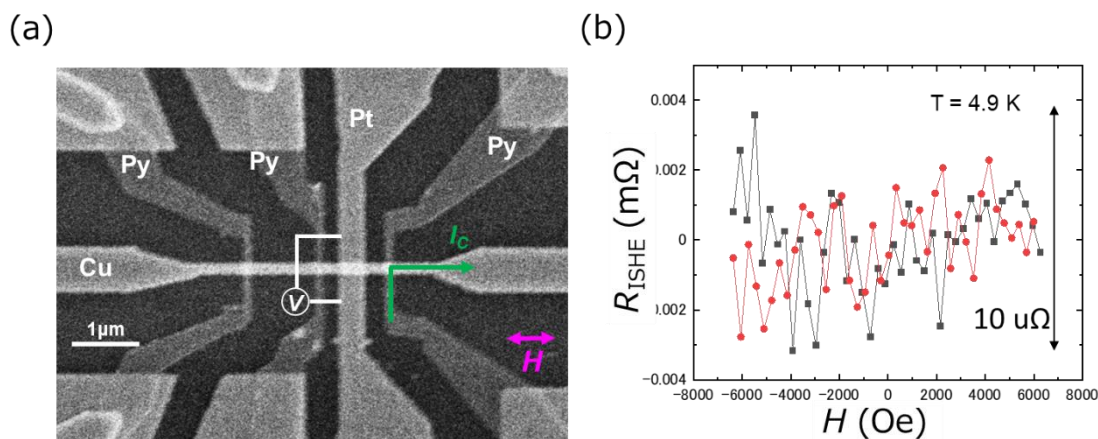 (a)
(b)
Pt
Py
Py
Py
I_C
Cu
V
1μm
H
0.004
0.002
0
−0.002
−0.004
R_ISHE (mΩ)
T = 4.9 K
10 uΩ
−8000 −6000 −4000 −2000 0 2000 4000 6000 8000
H (Oe)